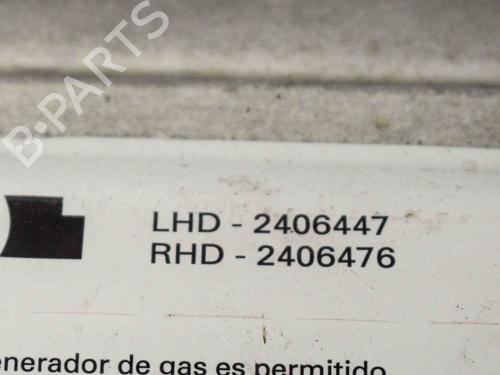 B-PARTS
LHD - 2406447
RHD - 2406476
enerador de gas es permitido